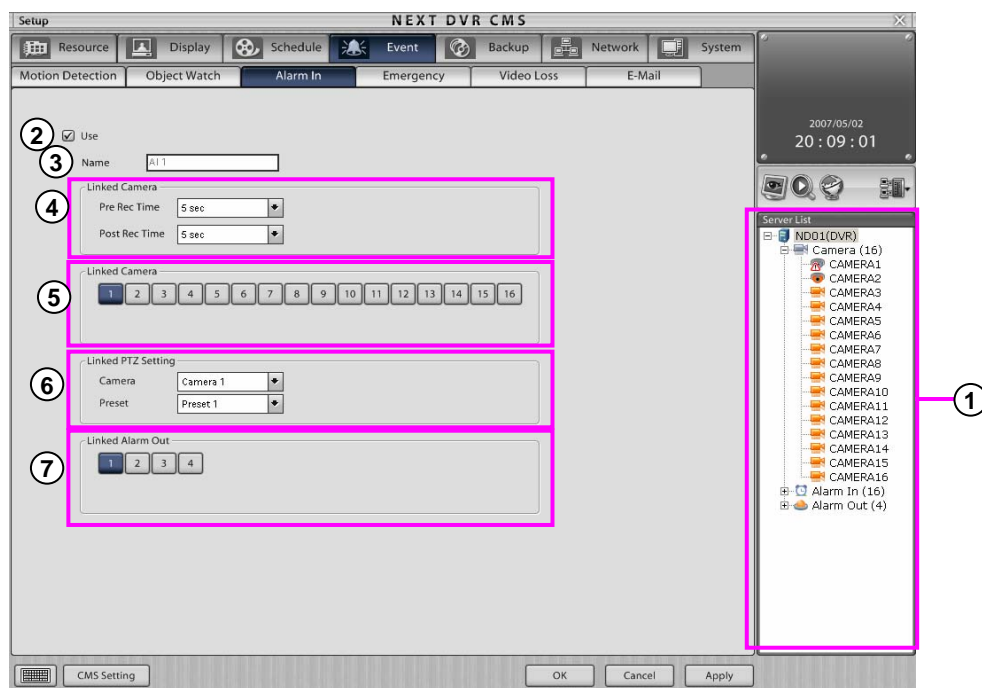 Setup
NEXT DVR CMS
Resource Display Schedule Event Backup Network System
Motion Detection Object Watch Alarm In Emergency Video Loss E-Mail
2007/05/02
20 : 09 : 01
2 Use
3 Name AI 1
4
Linked Camera
Pre Rec Time 5 sec
Post Rec Time 5 sec
5
Linked Camera
1 2 3 4 5 6 7 8 9 10 11 12 13 14 15 16
6
Linked PTZ Setting
Camera Camera 1
Preset Preset 1
7
Linked Alarm Out
1 2 3 4
Server List
ND01(DVR)
Camera (16)
CAMERA1
CAMERA2
CAMERA3
CAMERA4
CAMERA5
CAMERA6
CAMERA7
CAMERA8
CAMERA9
CAMERA10
CAMERA11
CAMERA12
CAMERA13
CAMERA14
CAMERA15
CAMERA16
Alarm In (16)
Alarm Out (4)
1
CMS Setting OK Cancel Apply